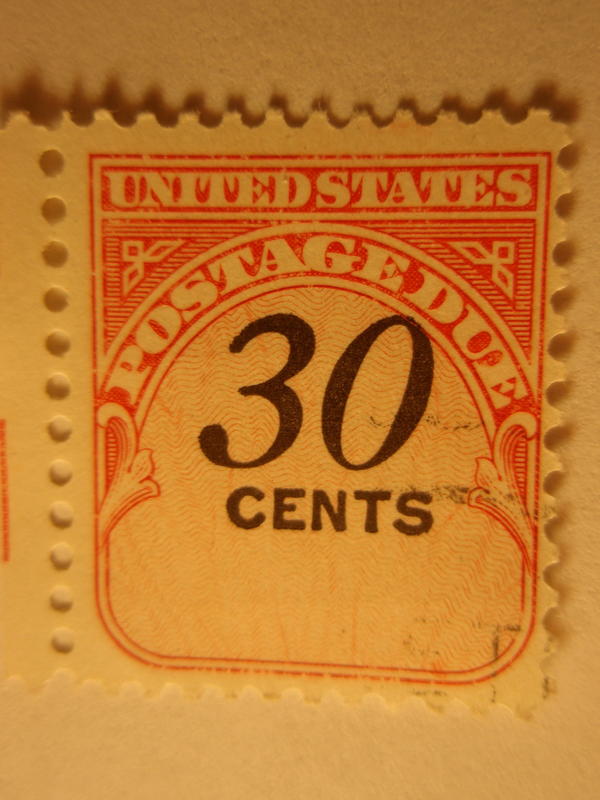 UNITED STATES
POSTAGE DUE
30
CENTS